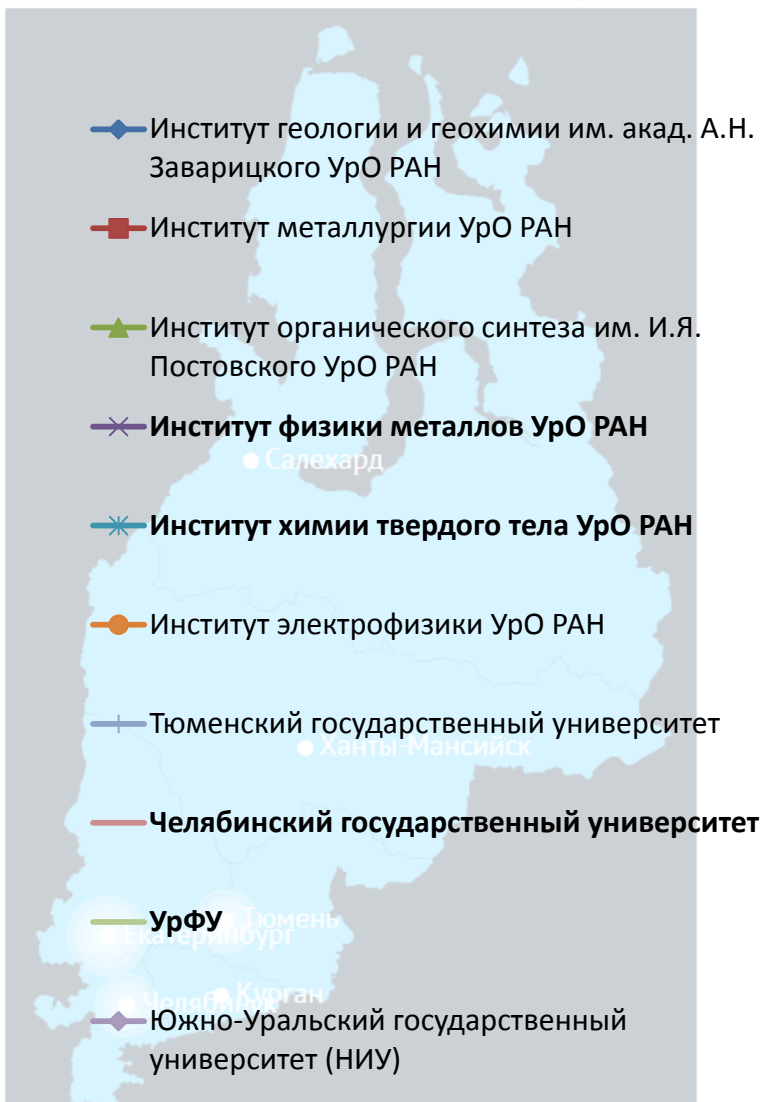 Институт геологии и геохимии им. акад. А.Н.
Заварицкого УрО РАН
Институт металлургии УрО РАН
Институт органического синтеза им. И.Я.
Постовского УрО РАН
Институт физики металлов УрО РАН
Салехард
Институт химии твердого тела УрО РАН
Институт электрофизики УрО РАН
Тюменский государственный университет
Ханты-Мансийск
Челябинский государственный университет
УрФУ
Тюмень
Екатеринбург
Курган
Челябинск
Южно-Уральский государственный
университет (НИУ)